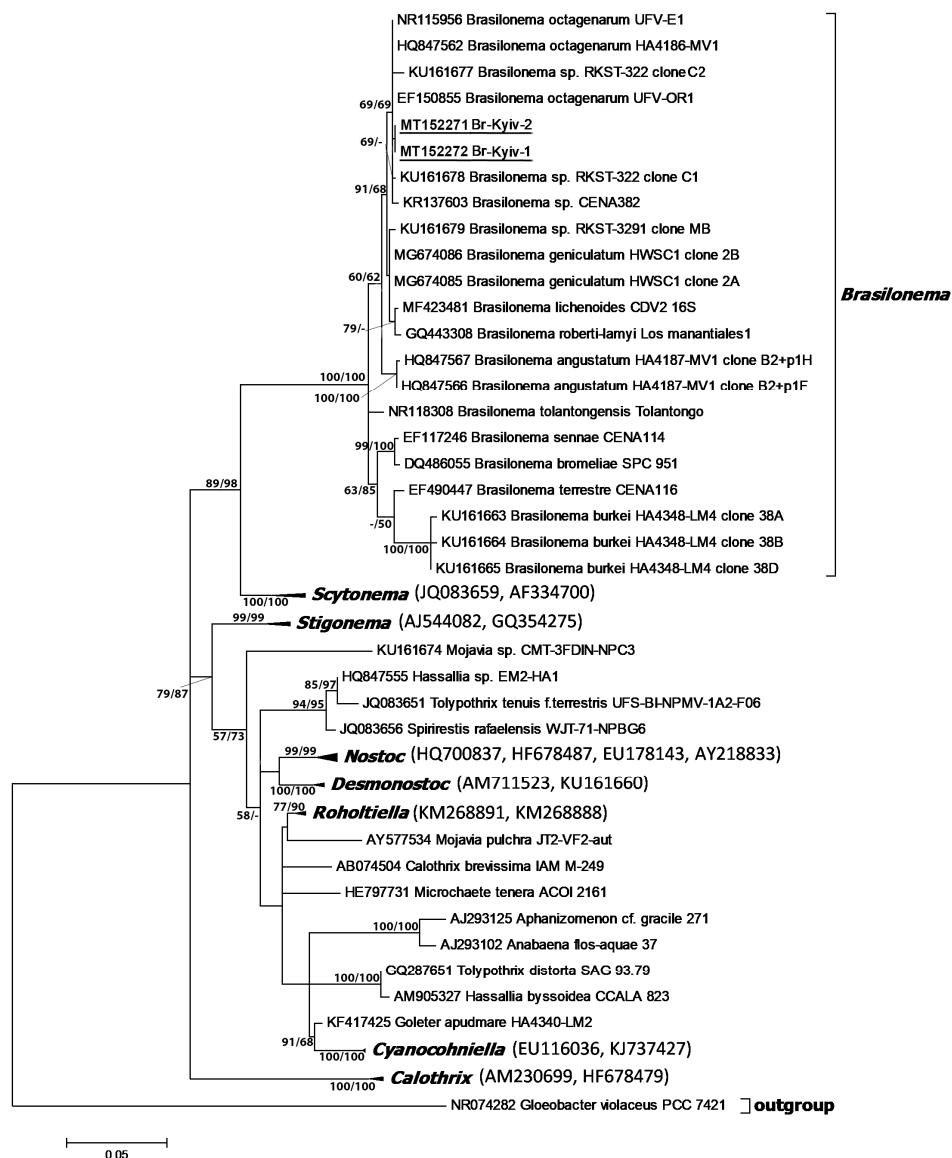 NR115956 Brasilonema octagenarum UFV-E1
HQ847562 Brasilonema octagenarum HA4186-MV1
KU161677 Brasilonema sp. RKST-322 clone C2
EF150855 Brasilonema octagenarum UFV-OR1
69/69
MT152271 Br-Kyiv-2
69/-
MT152272 Br-Kyiv-1
KU161678 Brasilonema sp. RKST-322 clone C1
91/68
KR137603 Brasilonema sp. CENA382
KU161679 Brasilonema sp. RKST-3291 clone MB
MG674086 Brasilonema geniculatum HWSC1 clone 2B
60/62
MG674085 Brasilonema geniculatum HWSC1 clone 2A
Brasilonema
MF423481 Brasilonema lichenoides CDV2 16S
79/-
GQ443308 Brasilonema roberti-lamyi Los manantiales1
HQ847567 Brasilonema angustatum HA4187-MV1 clone B2+p1H
100/100
HQ847566 Brasilonema angustatum HA4187-MV1 clone B2+p1F
100/100
NR118308 Brasilonema tolantongensis Tolantongo
EF117246 Brasilonema sennae CENA114
99/100
DQ486055 Brasilonema bromeliae SPC 951
89/98
63/85
EF490447 Brasilonema terrestre CENA116
KU161663 Brasilonema burkei HA4348-LM4 clone 38A
-/50
KU161664 Brasilonema burkei HA4348-LM4 clone 38B
100/100
KU161665 Brasilonema burkei HA4348-LM4 clone 38D
Scytonema (JQ083659, AF334700)
100/100
99/99
Stigonema (AJ544082, GQ354275)
KU161674 Mojavia sp. CMT-3FDIN-NPC3
HQ847555 Hassallia sp. EM2-HA1
85/97
79/87
JQ083651 Tolypothrix tenuis f.terrestris UFS-BI-NPMV-1A2-F06
94/95
JQ083656 Spirirestis rafaelensis WJT-71-NPBG6
57/73
99/99
Nostoc (HQ700837, HF678487, EU178143, AY218833)
Desmonostoc (AM711523, KU161660)
100/100
77/90
Roholtiella (KM268891, KM268888)
58/-
AY577534 Mojavia pulchra JT2-VF2-aut
AB074504 Calothrix brevissima IAM M-249
HE797731 Microchaete tenera ACOI 2161
AJ293125 Aphanizomenon cf. gracile 271
100/100
AJ293102 Anabaena flos-aquae 37
GQ287651 Tolypothrix distorta SAG 93.79
100/100
AM905327 Hassallia byssoidea CCALA 823
KF417425 Goleter apudmare HA4340-LM2
91/68
Cyanocohniella (EU116036, KJ737427)
100/100
Calothrix (AM230699, HF678479)
100/100
NR074282 Gloeobacter violaceus PCC 7421
outgroup
0.05